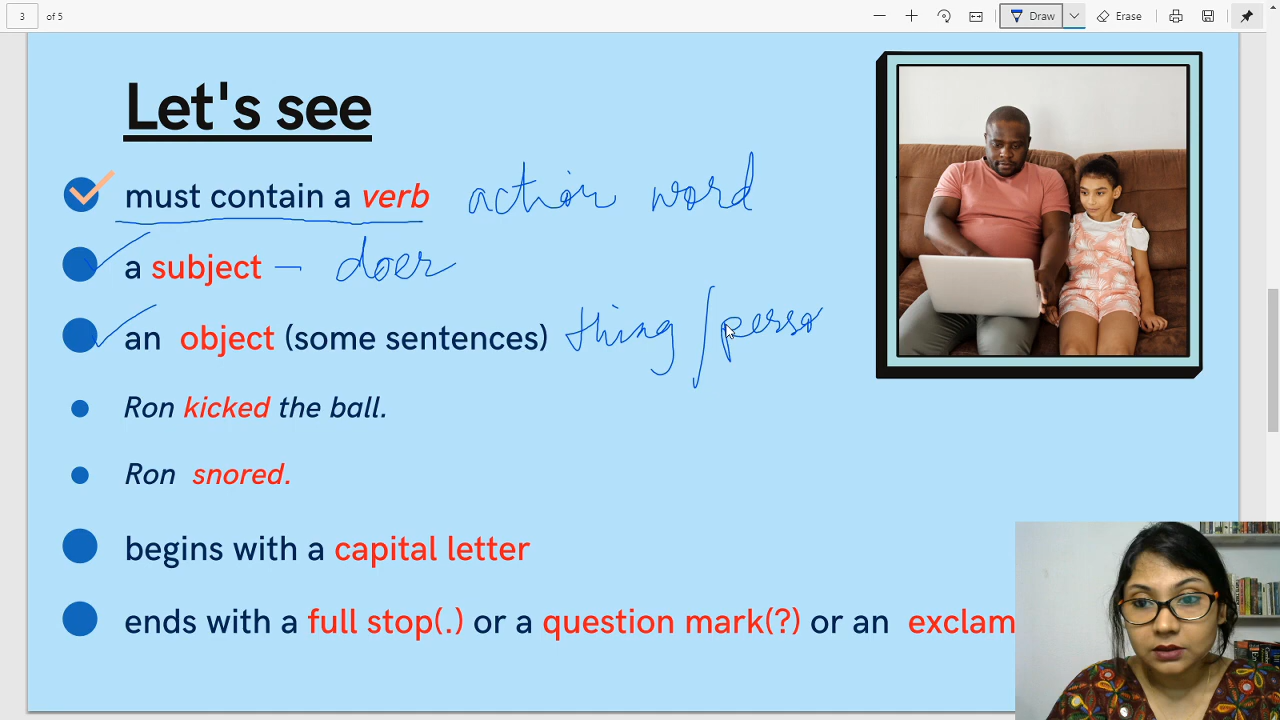 3 of 5 Draw Erase
Let's see
must contain a verb action word
a subject — doer
an object (some sentences) thing/perso
Ron kicked the ball.
Ron snored.
begins with a capital letter
ends with a full stop(.) or a question mark(?) or an exclam